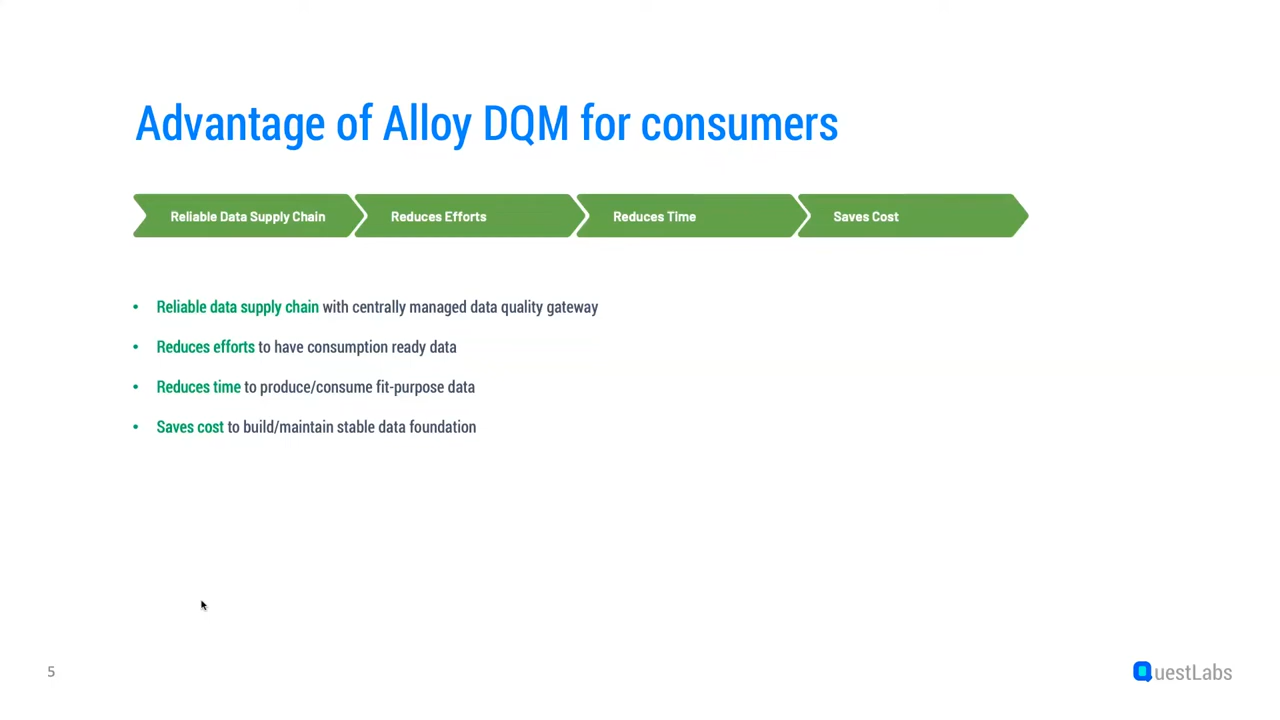 Advantage of Alloy DQM for consumers
Reliable Data Supply Chain
Reduces Efforts
Reduces Time
Saves Cost
• Reliable data supply chain with centrally managed data quality gateway
• Reduces efforts to have consumption ready data
• Reduces time to produce/consume fit-purpose data
• Saves cost to build/maintain stable data foundation
5
QuestLabs